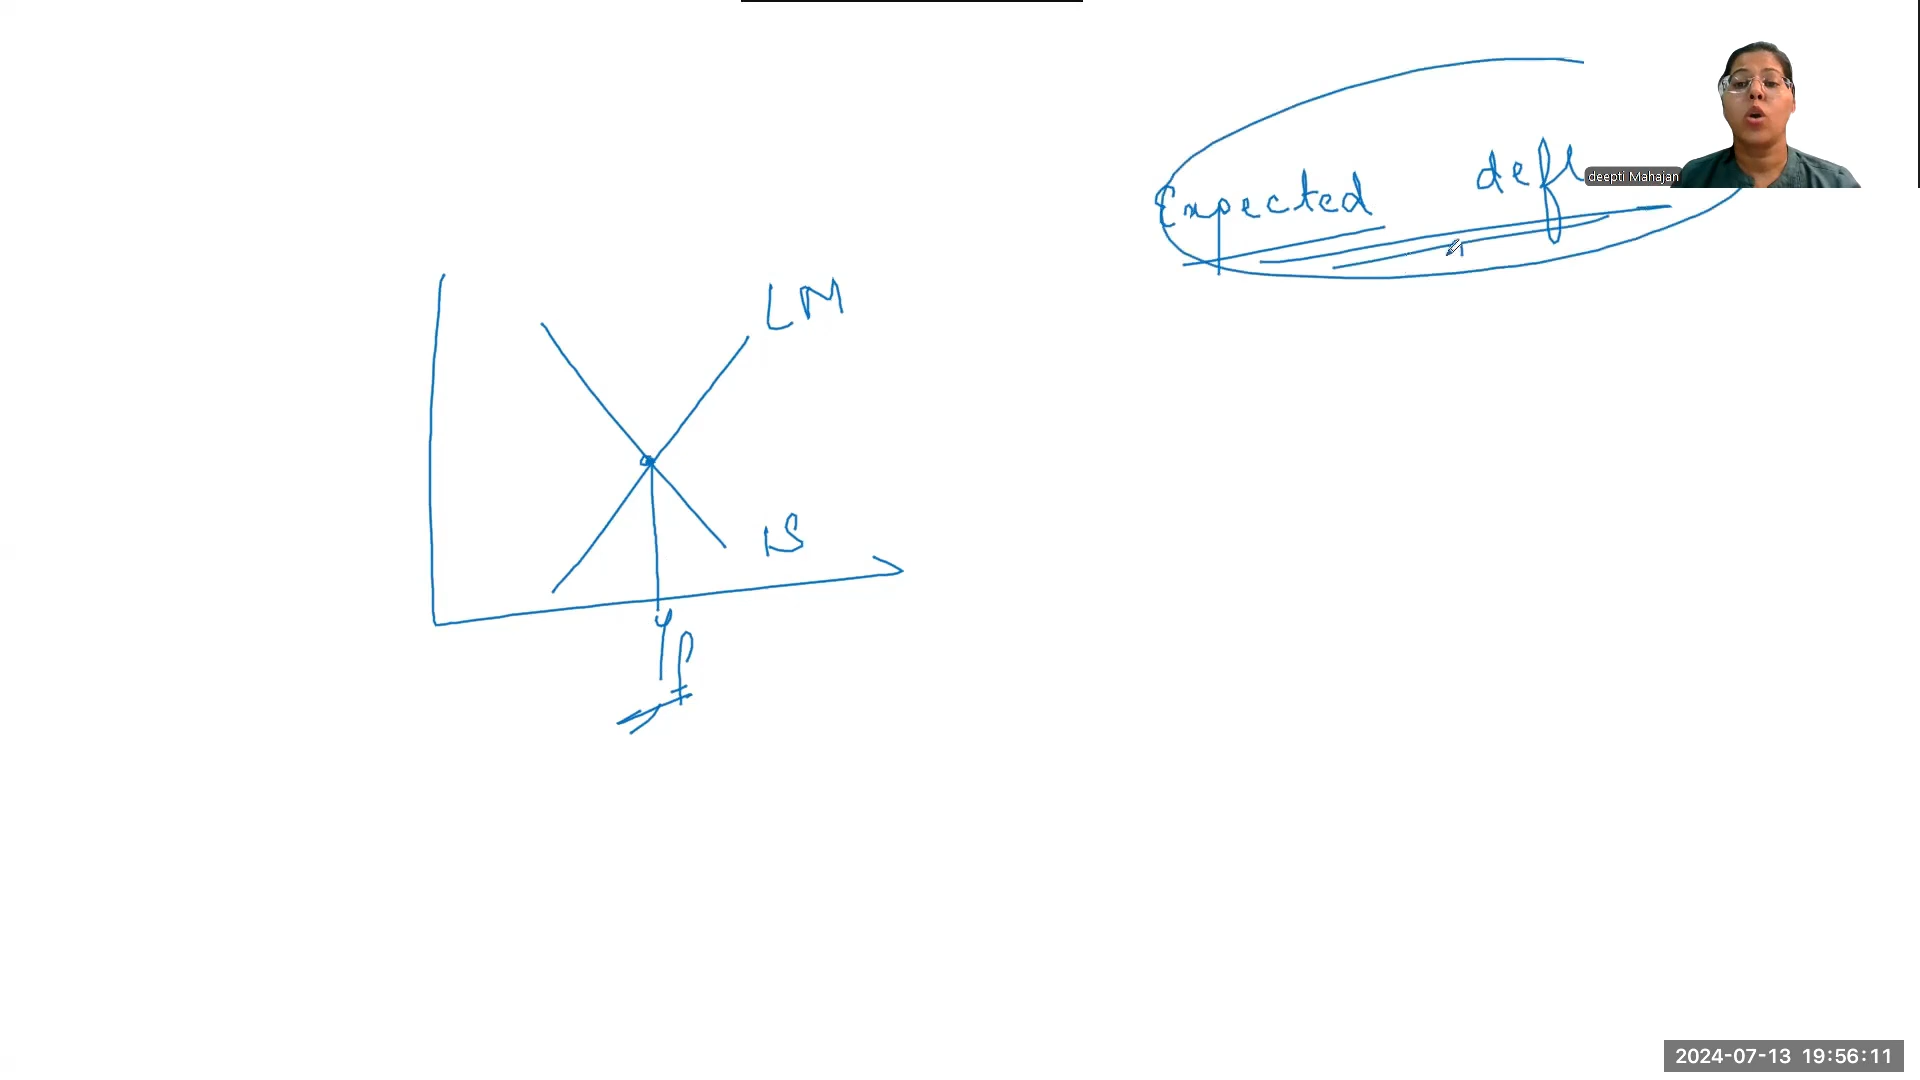 Expected defl
deepti Mahajan
LM
IS
yf
2024-07-13 19:56:11